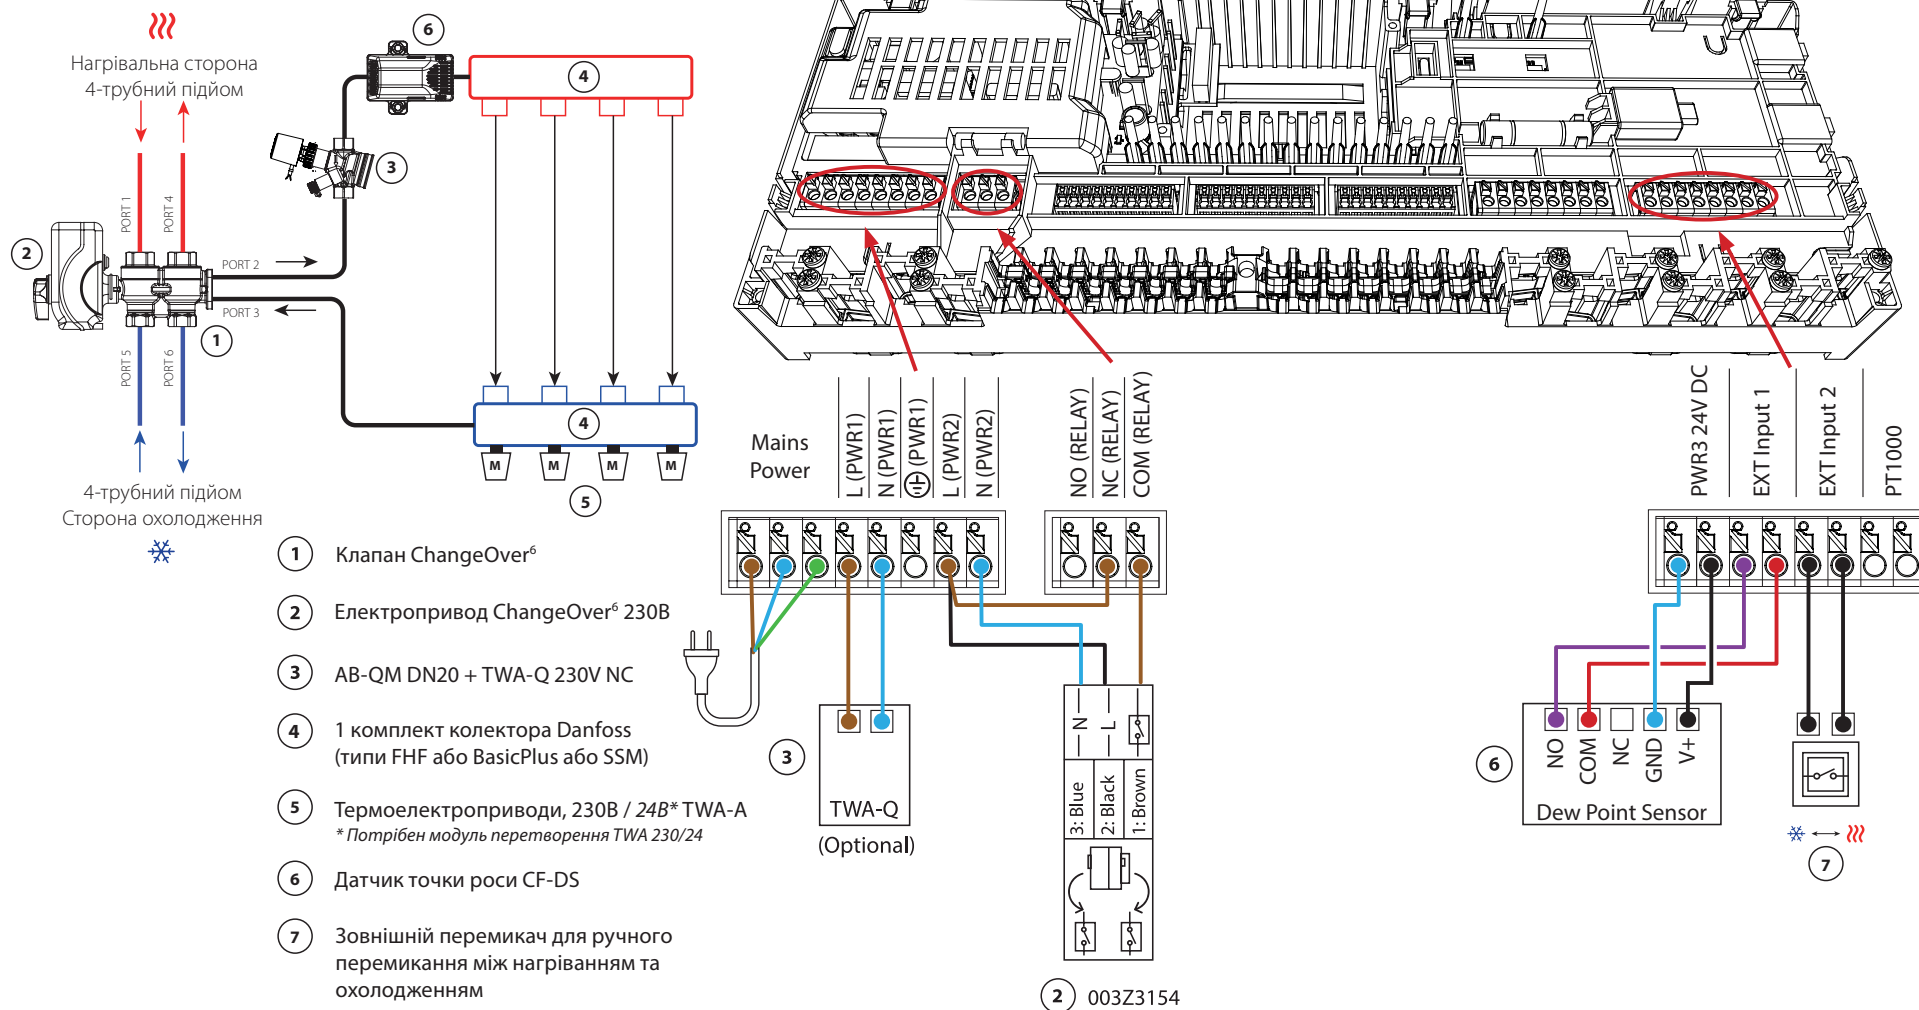 Нагрівальна сторона
4-трубний підйом
PORT 1
PORT 4
PORT 2
PORT 3
PORT 5
PORT 6
4-трубний підйом
Сторона охолодження
6
4
3
2
1
4
M
M
M
M
5
1 Клапан ChangeOver⁶
2 Електропривод ChangeOver⁶ 230В
3 AB-QM DN20 + TWA-Q 230V NC
4 1 комплект колектора Danfoss
(типи FHF або BasicPlus або SSM)
5 Термоелектроприводи, 230В / 24В* TWA-A
* Потрібен модуль перетворення TWA 230/24
6 Датчик точки роси CF-DS
7 Зовнішній перемикач для ручного
перемикання між нагріванням та
охолодженням
Mains
Power
L (PWR1)
N (PWR1)
(PWR1)
L (PWR2)
N (PWR2)
NO (RELAY)
NC (RELAY)
COM (RELAY)
PWR3 24V DC
EXT Input 1
EXT Input 2
PT1000
3
TWA-Q
(Optional)
N
L
3: Blue
2: Black
1: Brown
2 003Z3154
6
NO
COM
NC
GND
V+
Dew Point Sensor
7